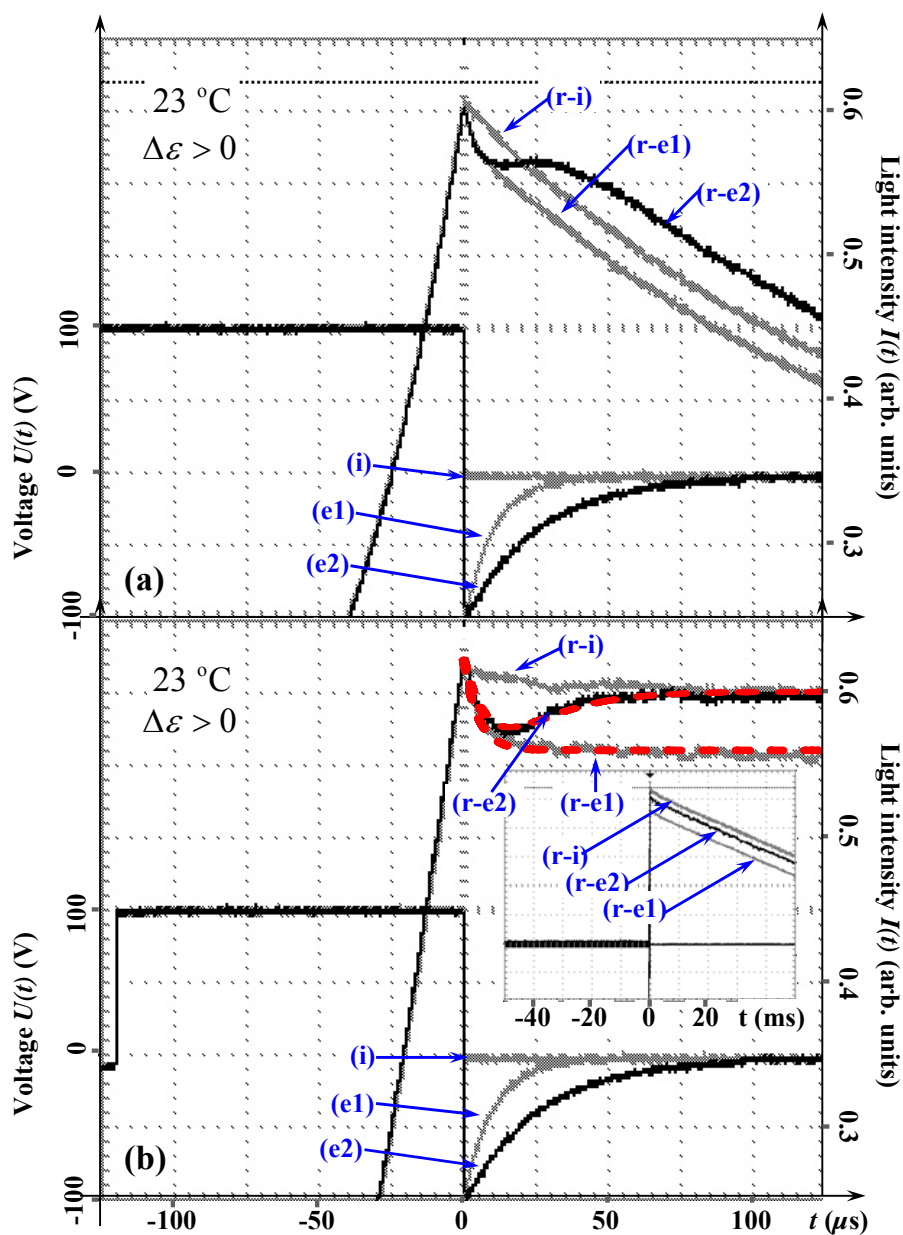 23 °C
Δε > 0
(r-i)
(r-e1)
(r-e2)
0.6
0.5
0.4
0.3
Light intensity I(t) (arb. units)
100
0
-100
Voltage U(t) (V)
(i)
(e1)
(e2)
(a)
23 °C
Δε > 0
(r-i)
(r-e2)
(r-e1)
0.6
0.5
0.4
0.3
Light intensity I(t) (arb. units)
(r-i)
(r-e2)
(r-e1)
-40 -20 0 20 t (ms)
100
0
-100
Voltage U(t) (V)
(i)
(e1)
(e2)
(b)
-100 -50 0 50 100 t (μs)